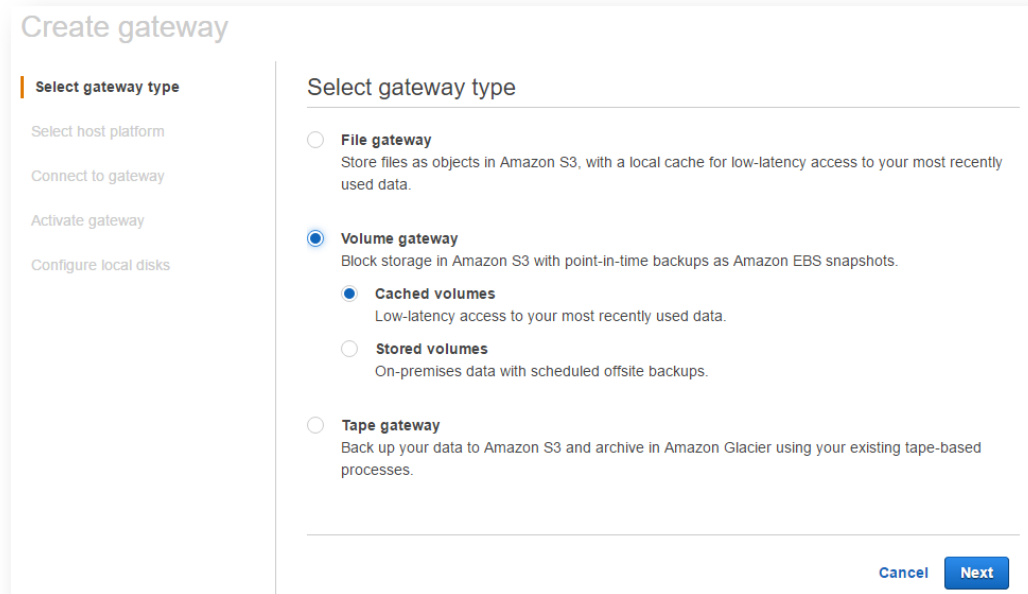 Create gateway
Select gateway type
Select host platform
Connect to gateway
Activate gateway
Configure local disks
Select gateway type
File gateway
Store files as objects in Amazon S3, with a local cache for low-latency access to your most recently
used data.
Volume gateway
Block storage in Amazon S3 with point-in-time backups as Amazon EBS snapshots.
Cached volumes
Low-latency access to your most recently used data.
Stored volumes
On-premises data with scheduled offsite backups.
Tape gateway
Back up your data to Amazon S3 and archive in Amazon Glacier using your existing tape-based
processes.
Cancel Next